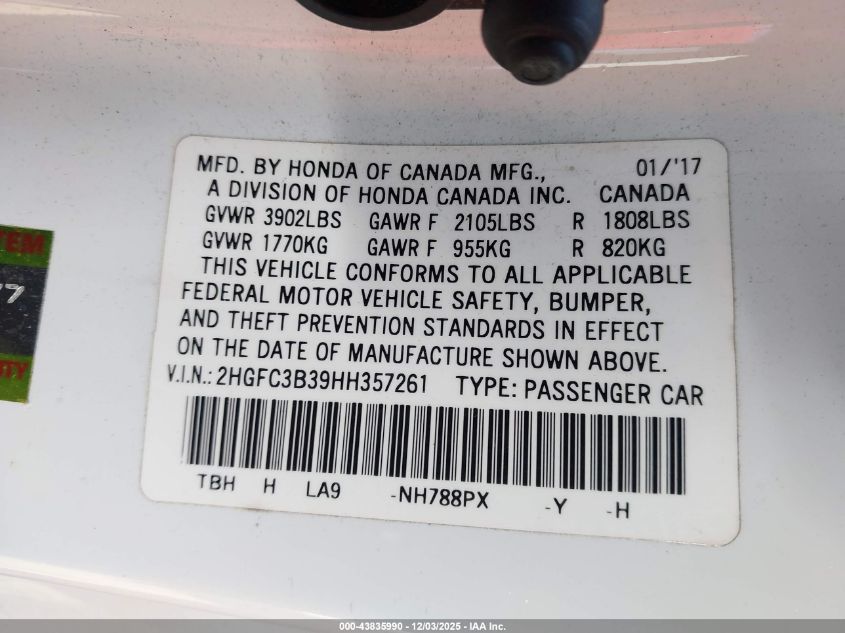 MFD. BY HONDA OF CANADA MFG., 01/'17
A DIVISION OF HONDA CANADA INC. CANADA
GVWR 3902LBS GAWR F 2105LBS R 1808LBS
GVWR 1770KG GAWR F 955KG R 820KG
THIS VEHICLE CONFORMS TO ALL APPLICABLE
FEDERAL MOTOR VEHICLE SAFETY, BUMPER,
AND THEFT PREVENTION STANDARDS IN EFFECT
ON THE DATE OF MANUFACTURE SHOWN ABOVE.
V.I.N.: 2HGFC3B39HH357261 TYPE: PASSENGER CAR
TBH H LA9 -NH788PX -Y -H
000-43835990 - 12/03/2025 - IAA Inc.